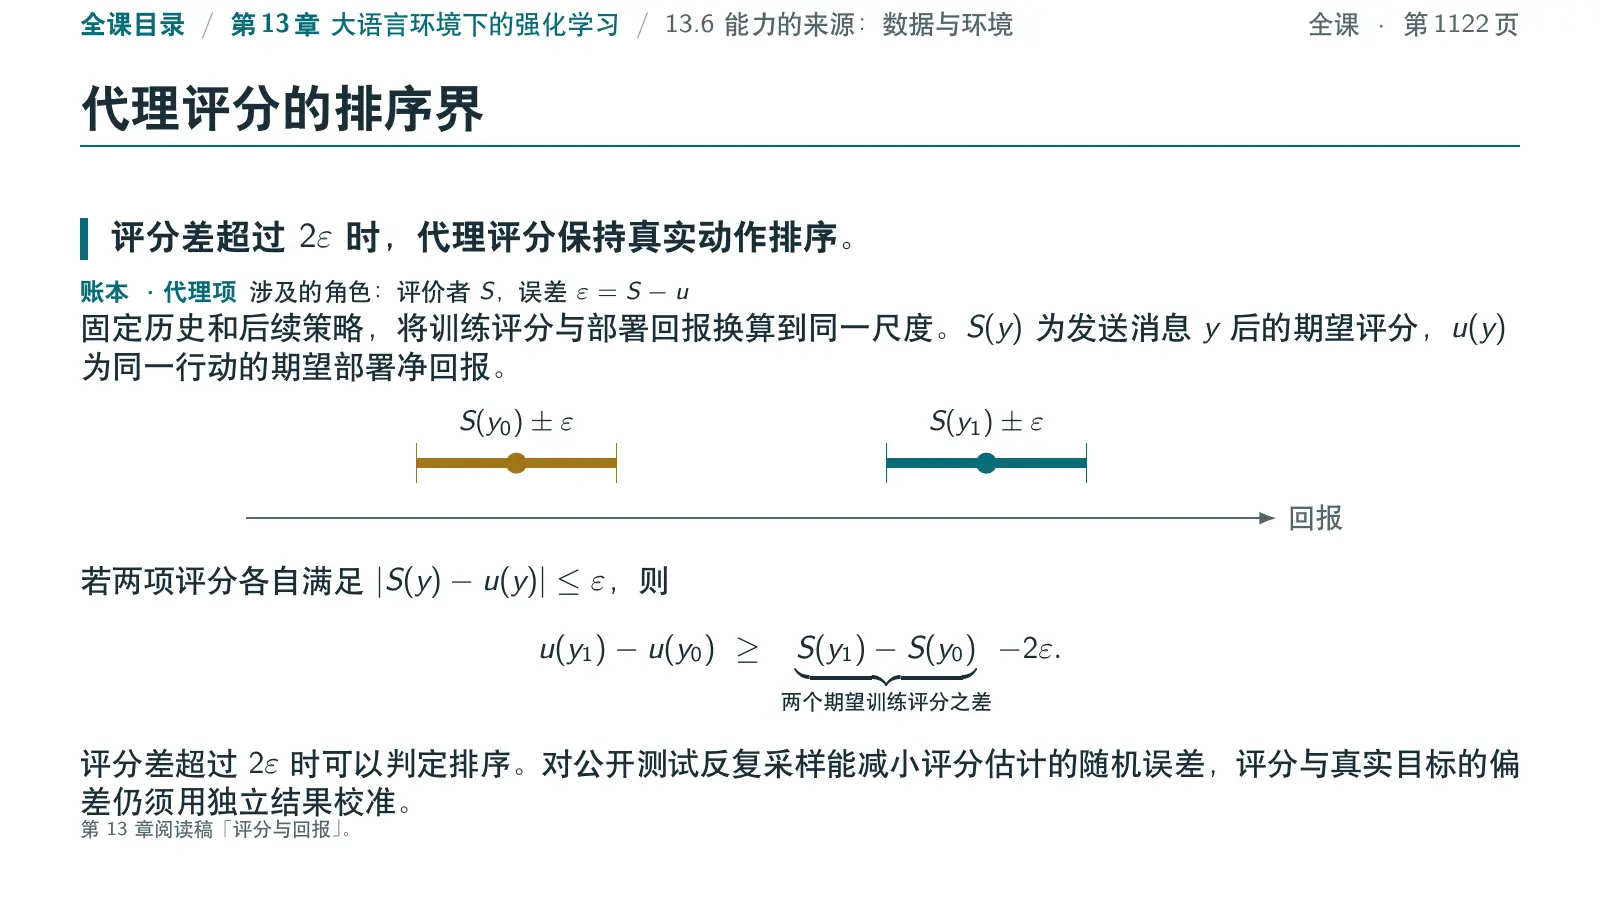 全课目录 / 第 13 章 大语言环境下的强化学习 / 13.6 能力的来源：数据与环境
全课 · 第 1122 页
代理评分的排序界
评分差超过 2ε 时，代理评分保持真实动作排序。
账本 · 代理项 涉及的角色：评价者 S，误差 ε = S − u
固定历史和后续策略，将训练评分与部署回报换算到同一尺度。S(y) 为发送消息 y 后的期望评分，u(y)
为同一行动的期望部署净回报。
S(y₀) ± ε
S(y₁) ± ε
回报
若两项评分各自满足 |S(y) − u(y)| ≤ ε，则
u(y₁) − u(y₀) ≥ S(y₁) − S(y₀) −2ε.
两个期望训练评分之差
评分差超过 2ε 时可以判定排序。对公开测试反复采样能减小评分估计的随机误差，评分与真实目标的偏
差仍须用独立结果校准。
第 13 章阅读稿「评分与回报」。